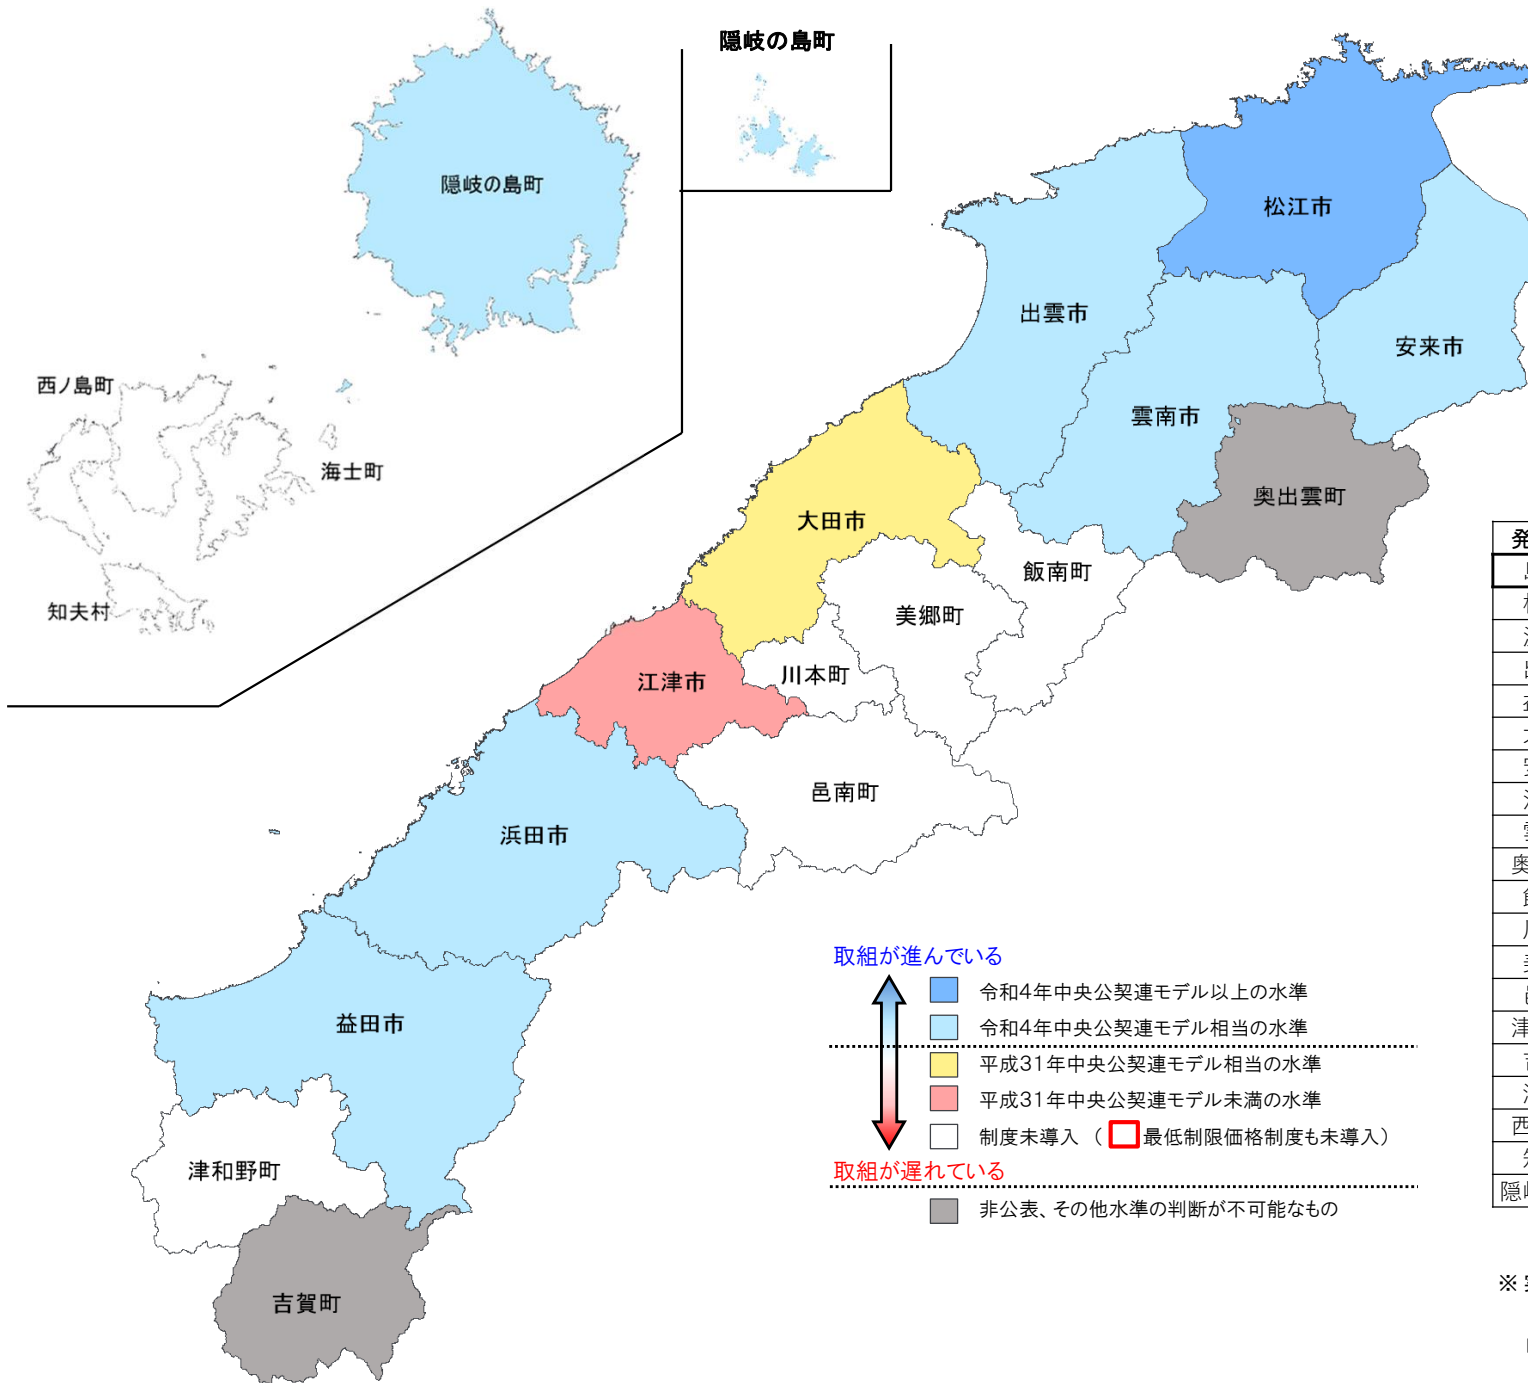 隠岐の島町
隠岐の島町
松江市
出雲市
安来市
西ノ島町
雲南市
海士町
奥出雲町
大田市
飯南町
知夫村
美郷町
川本町
江津市
邑南町
浜田市
益田市
津和野町
吉賀町
取組が進んでいる
令和4年中央公契連モデル以上の水準
令和4年中央公契連モデル相当の水準
平成31年中央公契連モデル相当の水準
平成31年中央公契連モデル未満の水準
制度未導入 （ 最低制限価格制度も未導入）
取組が遅れている
非公表、その他水準の判断が不可能なもの
発
奥
津
西
隠
※